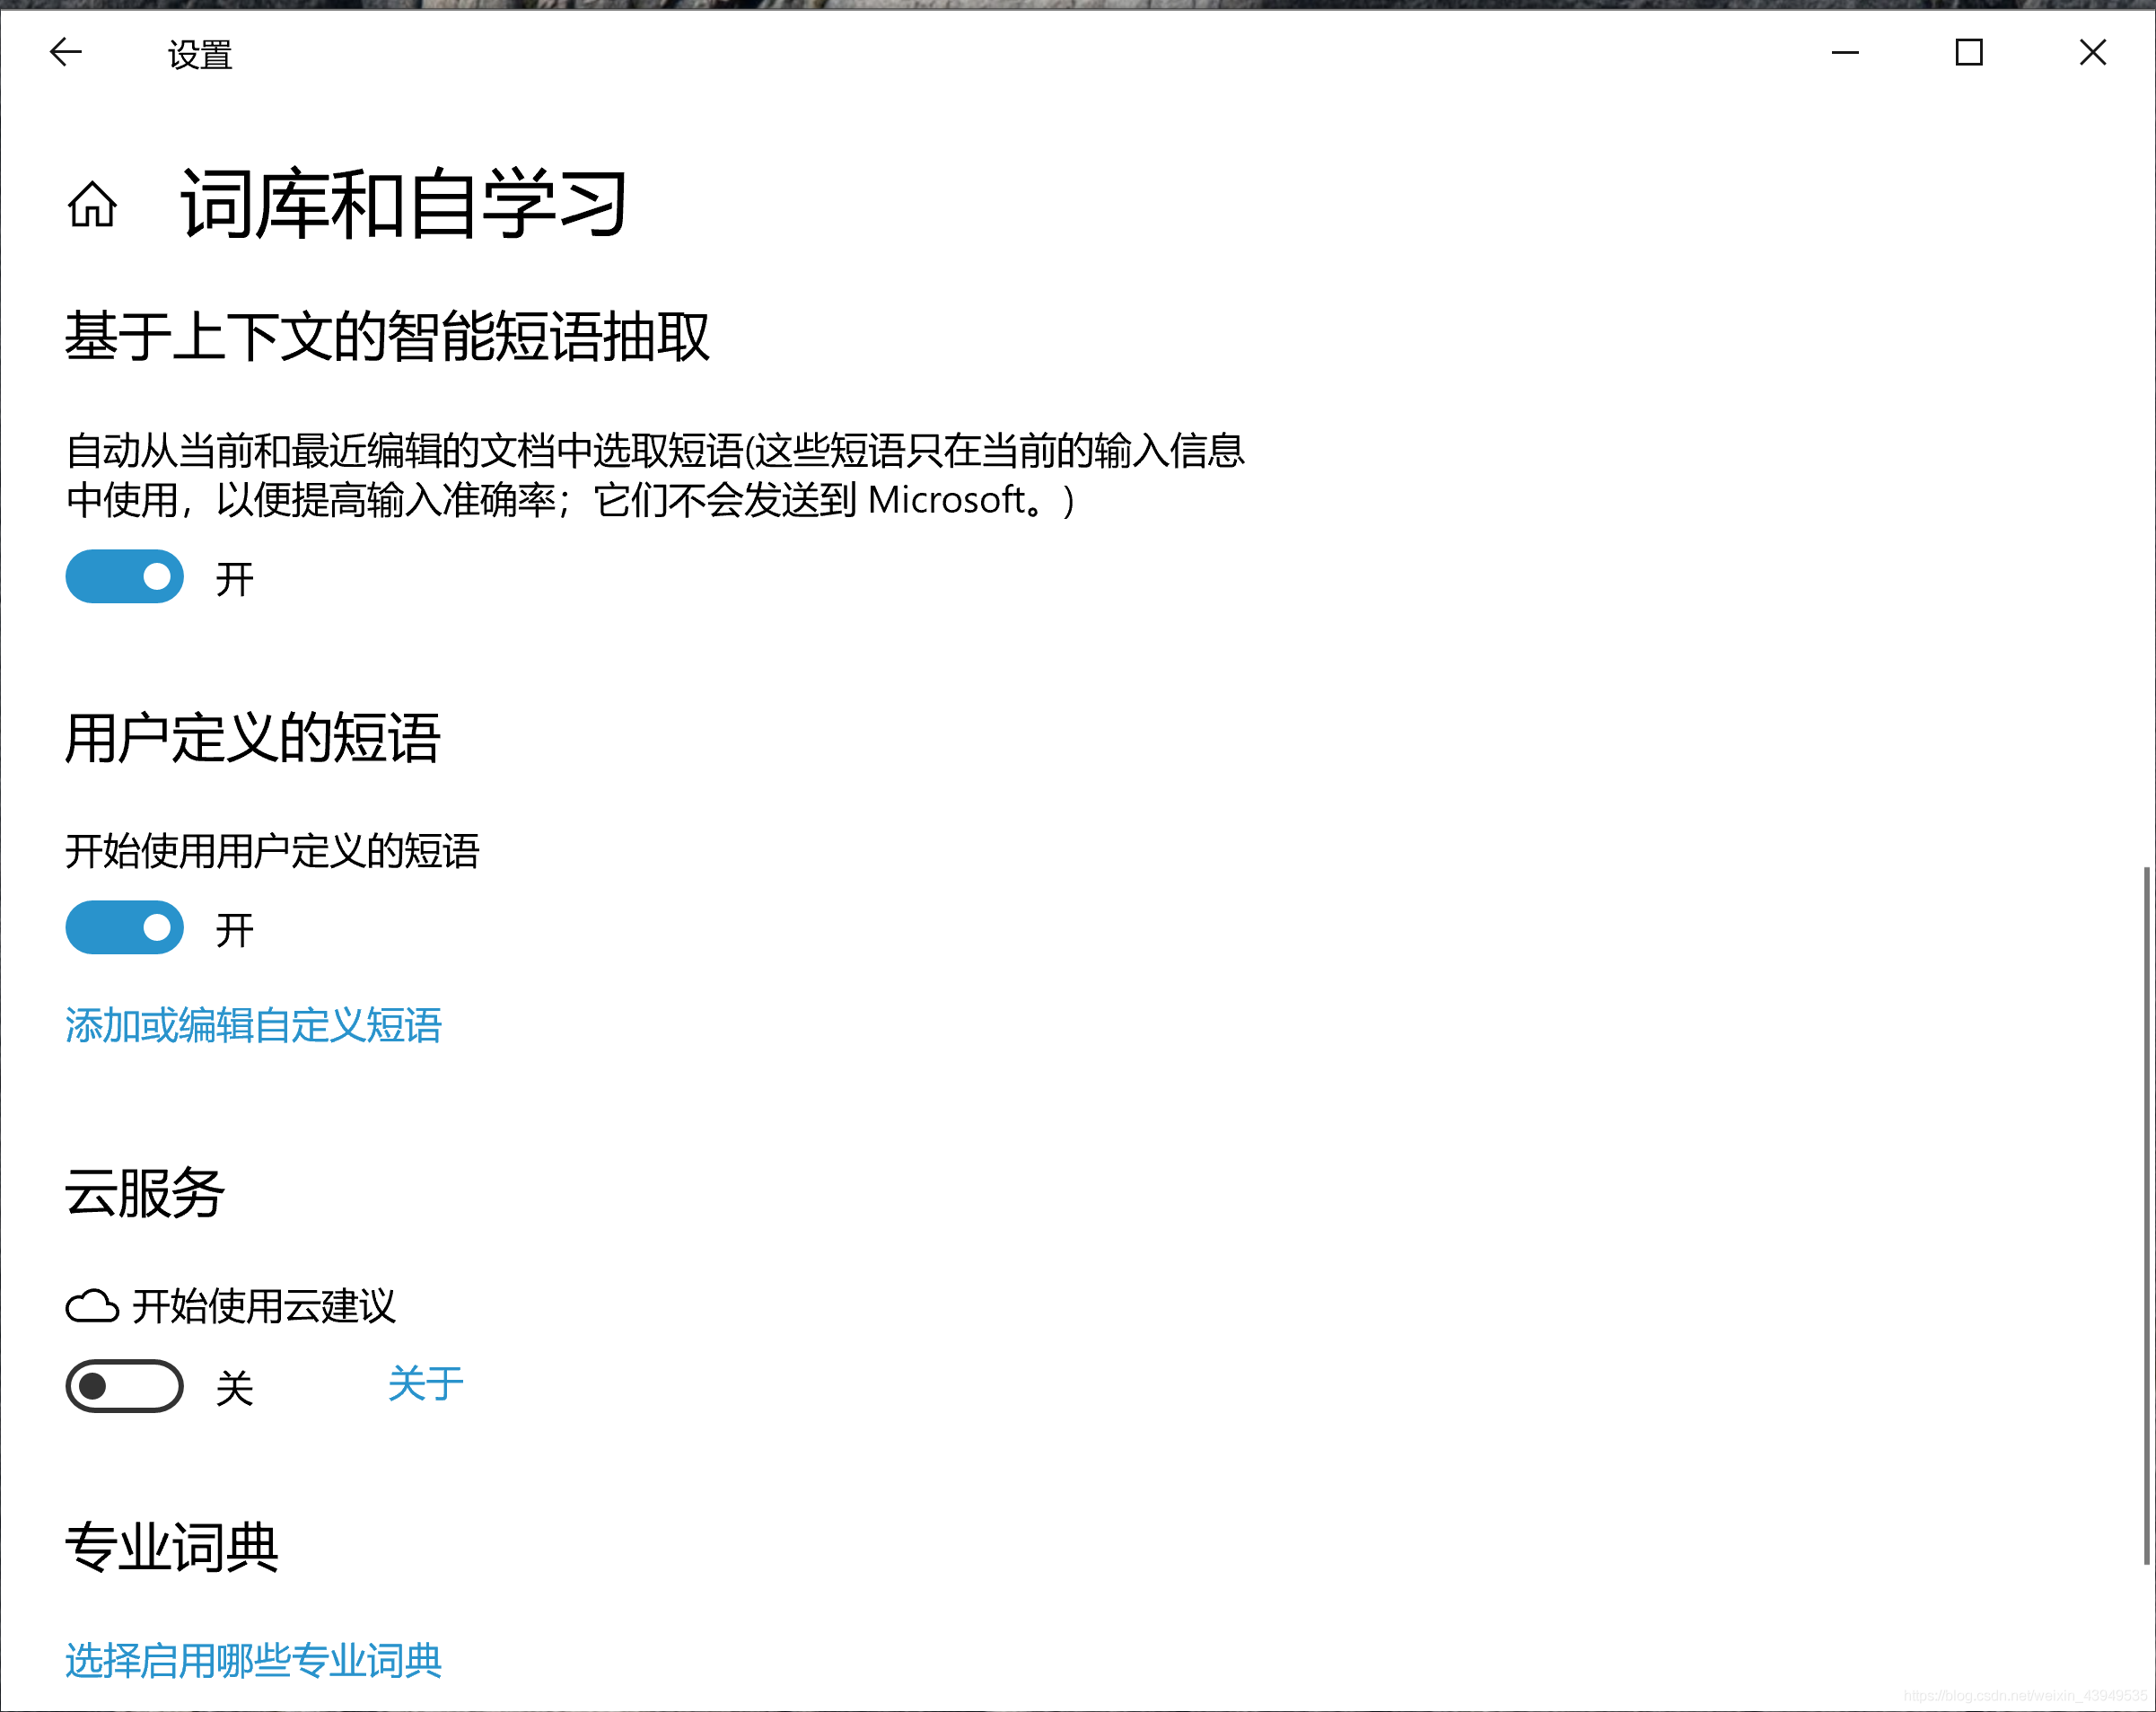 设置
词库和自学习
基于上下文的智能短语抽取
自动从当前和最近编辑的文档中选取短语(这些短语只在当前的输入信息
中使用，以便提高输入准确率；它们不会发送到 Microsoft。)
开
用户定义的短语
开始使用用户定义的短语
开
添加或编辑自定义短语
云服务
开始使用云建议
关
关于
专业词典
选择启用哪些专业词典
https://blog.csdn.net/weixin_43949535